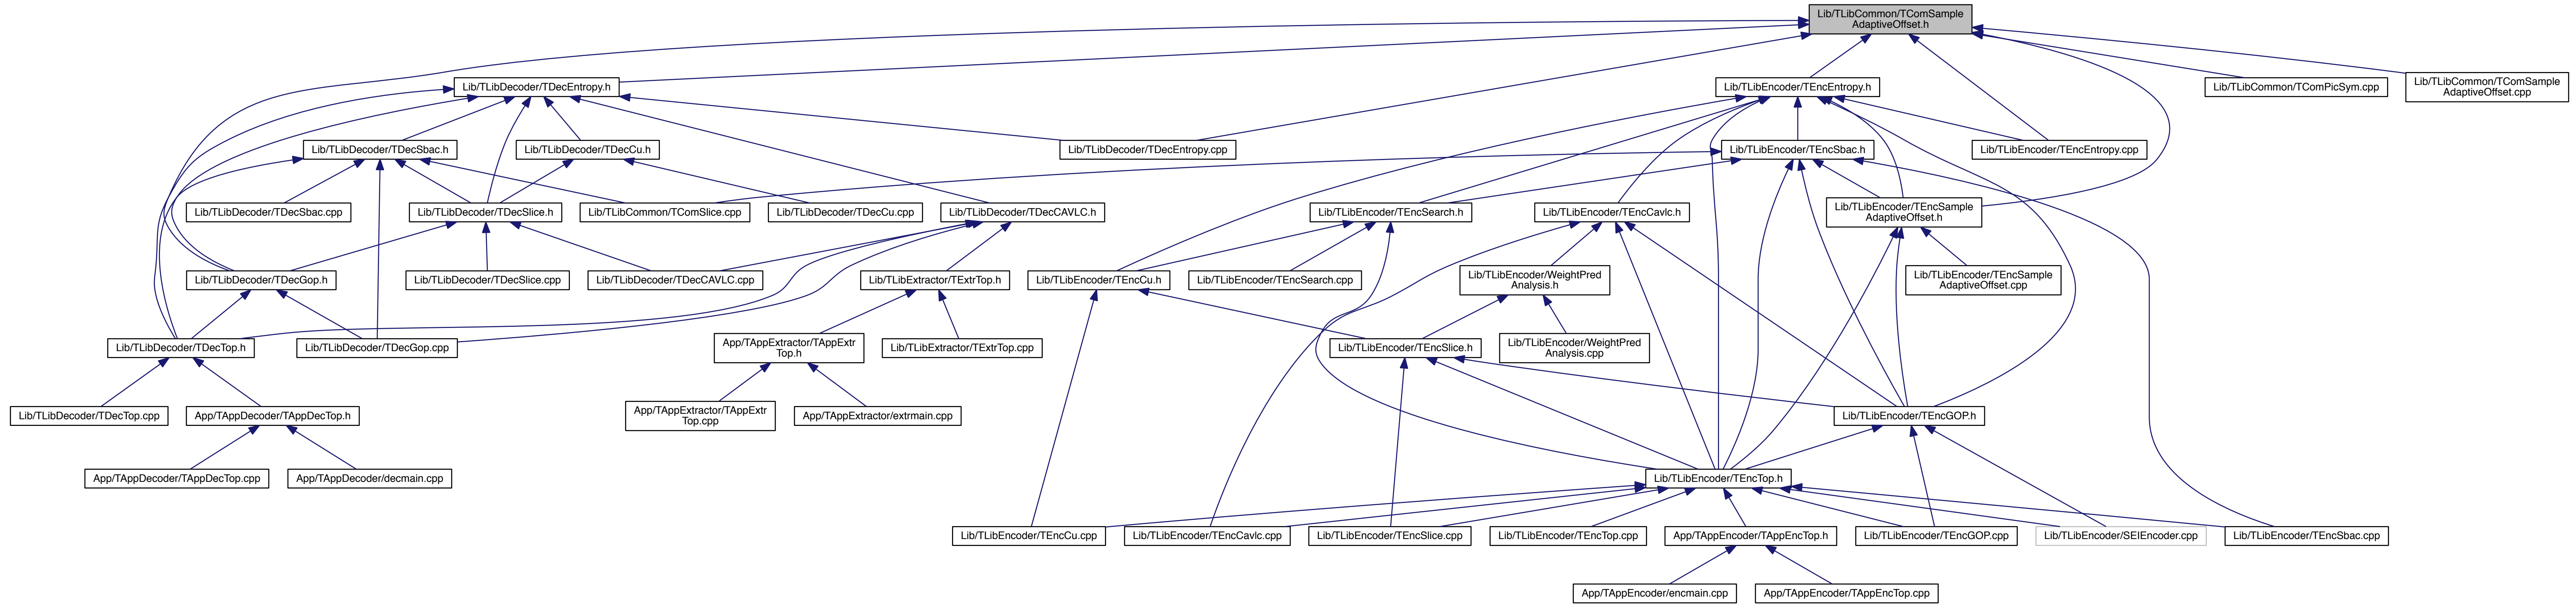 Lib/TLibCommon/TComSample
AdaptiveOffset.h
Lib/TLibDecoder/TDecEntropy.h
Lib/TLibEncoder/TEncEntropy.h
Lib/TLibCommon/TComPicSym.cpp
Lib/TLibCommon/TComSample
AdaptiveOffset.cpp
Lib/TLibDecoder/TDecSbac.h
Lib/TLibDecoder/TDecCu.h
Lib/TLibDecoder/TDecEntropy.cpp
Lib/TLibEncoder/TEncSbac.h
Lib/TLibEncoder/TEncEntropy.cpp
Lib/TLibDecoder/TDecSbac.cpp
Lib/TLibDecoder/TDecSlice.h
Lib/TLibCommon/TComSlice.cpp
Lib/TLibDecoder/TDecCu.cpp
Lib/TLibDecoder/TDecCAVLC.h
Lib/TLibEncoder/TEncSearch.h
Lib/TLibEncoder/TEncCavlc.h
Lib/TLibEncoder/TEncSample
AdaptiveOffset.h
Lib/TLibDecoder/TDecGop.h
Lib/TLibDecoder/TDecSlice.cpp
Lib/TLibDecoder/TDecCAVLC.cpp
Lib/TLibExtractor/TExtrTop.h
Lib/TLibEncoder/TEncCu.h
Lib/TLibEncoder/TEncSearch.cpp
Lib/TLibEncoder/WeightPred
Analysis.h
Lib/TLibEncoder/TEncSample
AdaptiveOffset.cpp
Lib/TLibDecoder/TDecTop.h
Lib/TLibDecoder/TDecGop.cpp
App/TAppExtractor/TAppExtr
Top.h
Lib/TLibExtractor/TExtrTop.cpp
Lib/TLibEncoder/TEncSlice.h
Lib/TLibEncoder/WeightPred
Analysis.cpp
Lib/TLibDecoder/TDecTop.cpp
App/TAppDecoder/TAppDecTop.h
App/TAppExtractor/TAppExtr
Top.cpp
App/TAppExtractor/extrmain.cpp
Lib/TLibEncoder/TEncGOP.h
App/TAppDecoder/TAppDecTop.cpp
App/TAppDecoder/decmain.cpp
Lib/TLibEncoder/TEncTop.h
Lib/TLibEncoder/TEncCu.cpp
Lib/TLibEncoder/TEncCavlc.cpp
Lib/TLibEncoder/TEncSlice.cpp
Lib/TLibEncoder/TEncTop.cpp
App/TAppEncoder/TAppEncTop.h
Lib/TLibEncoder/TEncGOP.cpp
Lib/TLibEncoder/SEIEncoder.cpp
Lib/TLibEncoder/TEncSbac.cpp
App/TAppEncoder/encmain.cpp
App/TAppEncoder/TAppEncTop.cpp